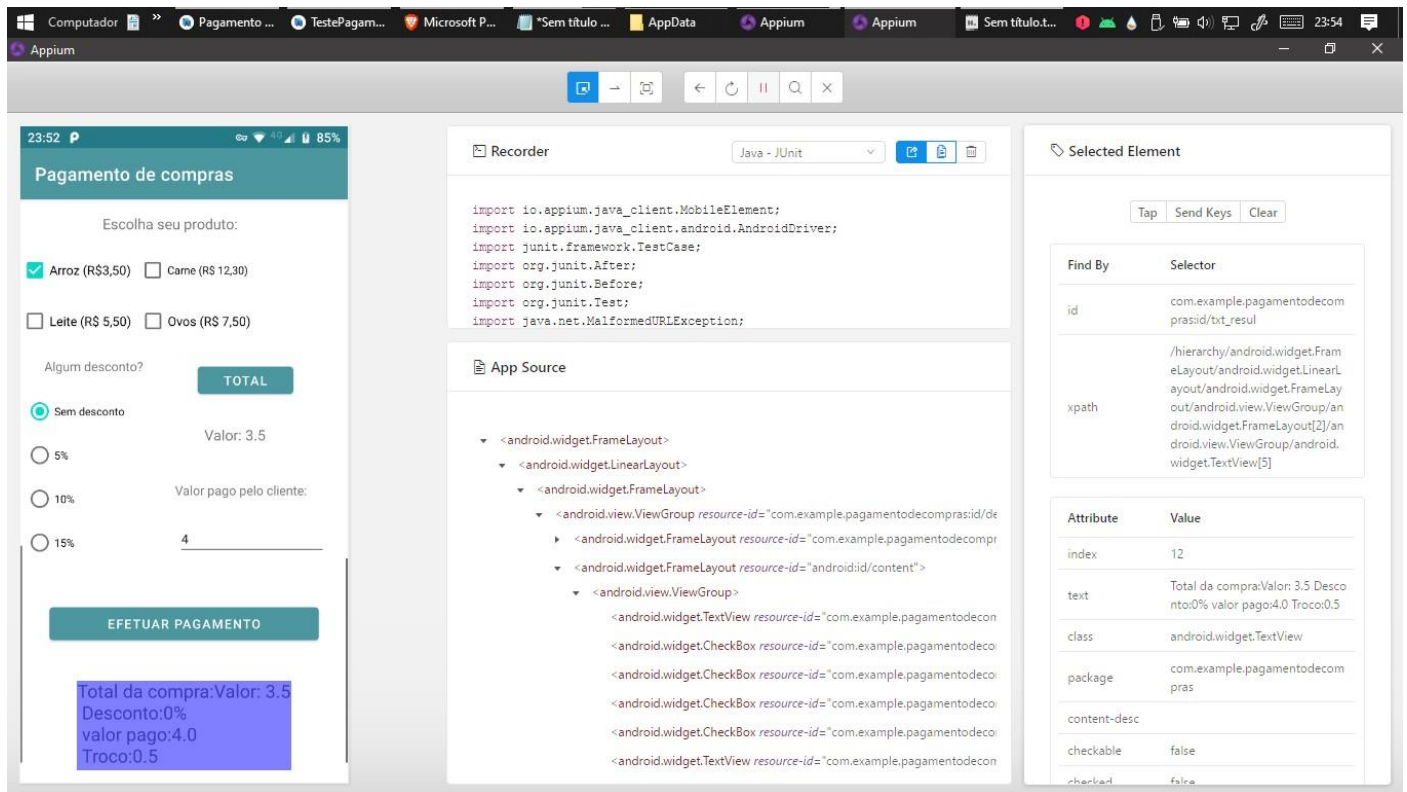 Computador
»
Pagamento ...
TestePagam...
Microsoft P...
*Sem título ...
AppData
Appium
Appium
Sem título.t...
23:54
Appium
23:52
4G
85%
Pagamento de compras
Escolha seu produto:
Arroz (R$3,50)
Carne (R$ 12,30)
Leite (R$ 5,50)
Ovos (R$ 7,50)
Algum desconto?
TOTAL
Sem desconto
Valor: 3.5
5%
Valor pago pelo cliente:
10%
4
15%
EFETUAR PAGAMENTO
Total da compra:Valor: 3.5
Desconto:0%
valor pago:4.0
Troco:0.5
Recorder
Java - JUnit
import io.appium.java_client.MobileElement;
import io.appium.java_client.android.AndroidDriver;
import junit.framework.TestCase;
import org.junit.After;
import org.junit.Before;
import org.junit.Test;
import java.net.MalformedURLException;
App Source
<android.widget.FrameLayout>
<android.widget.LinearLayout>
<android.widget.FrameLayout>
<android.view.ViewGroup resource-id="com.example.pagamentodecompras:id/de
<android.widget.FrameLayout resource-id="com.example.pagamentodecompr
<android.widget.FrameLayout resource-id="android:id/content">
<android.view.ViewGroup>
<android.widget.TextView resource-id="com.example.pagamentodecom
<android.widget.CheckBox resource-id="com.example.pagamentodeco
<android.widget.CheckBox resource-id="com.example.pagamentodeco
<android.widget.CheckBox resource-id="com.example.pagamentodeco
<android.widget.CheckBox resource-id="com.example.pagamentodeco
<android.widget.TextView resource-id="com.example.pagamentodecom
Selected Element
Tap
Send Keys
Clear
Find By
Selector
id
com.example.pagamentodecom
pras:id/txt_resul
xpath
/hierarchy/android.widget.Fram
eLayout/android.widget.LinearL
ayout/android.widget.FrameLay
out/android.view.ViewGroup/an
droid.widget.FrameLayout[2]/an
droid.view.ViewGroup/android.
widget.TextView[5]
Attribute
Value
index
12
text
Total da compra:Valor: 3.5 Desco
nto:0% valor pago:4.0 Troco:0.5
class
android.widget.TextView
package
com.example.pagamentodecom
pras
content-desc
checkable
false
checked
false